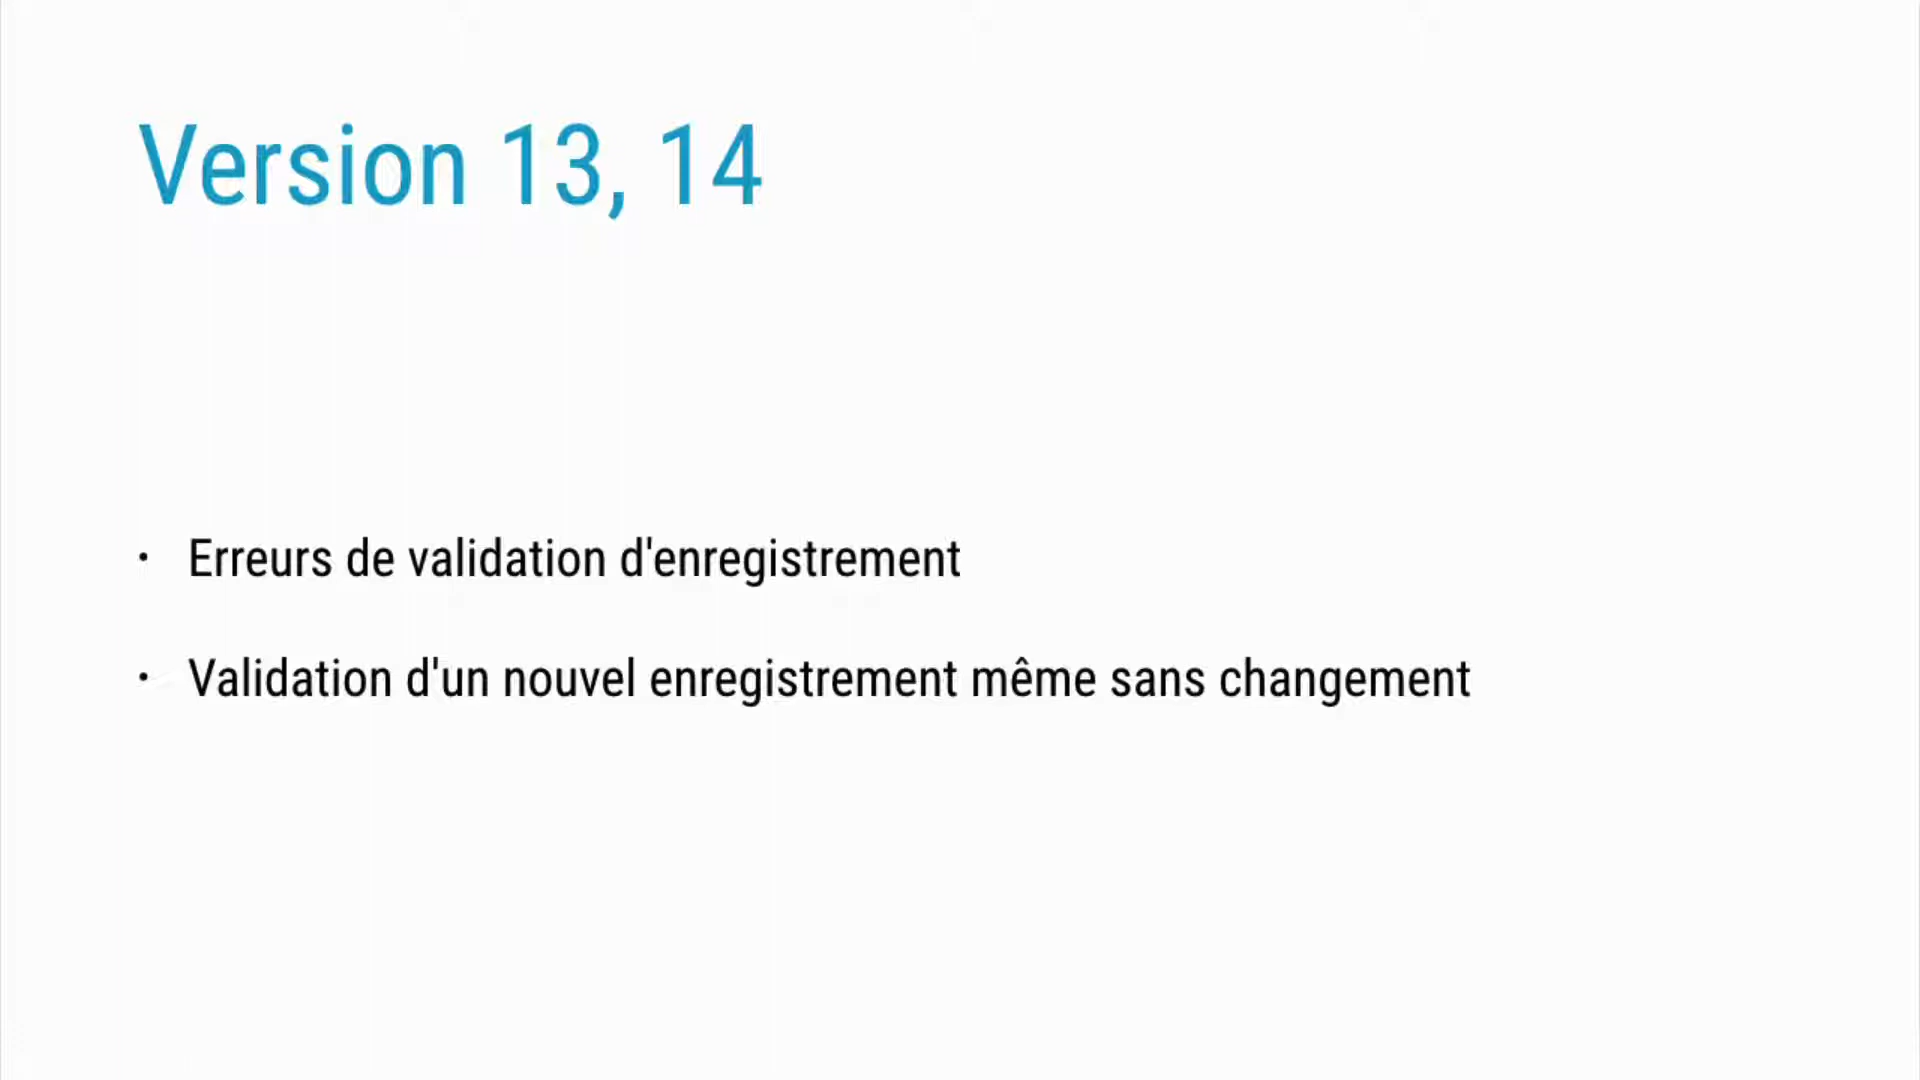 Version 13, 14
• Erreurs de validation d'enregistrement
• Validation d'un nouvel enregistrement même sans changement